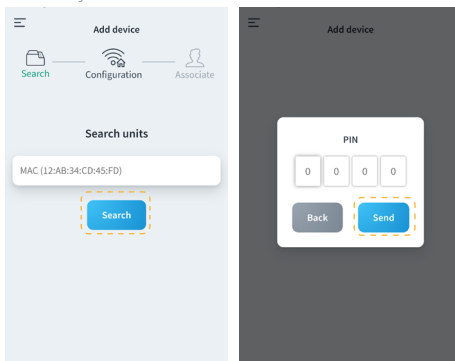 Add device
Search
Configuration
Associate
Search units
MAC (12:AB:34:CD:45:FD)
Search
Add device
PIN
0 0 0 0
Back
Send